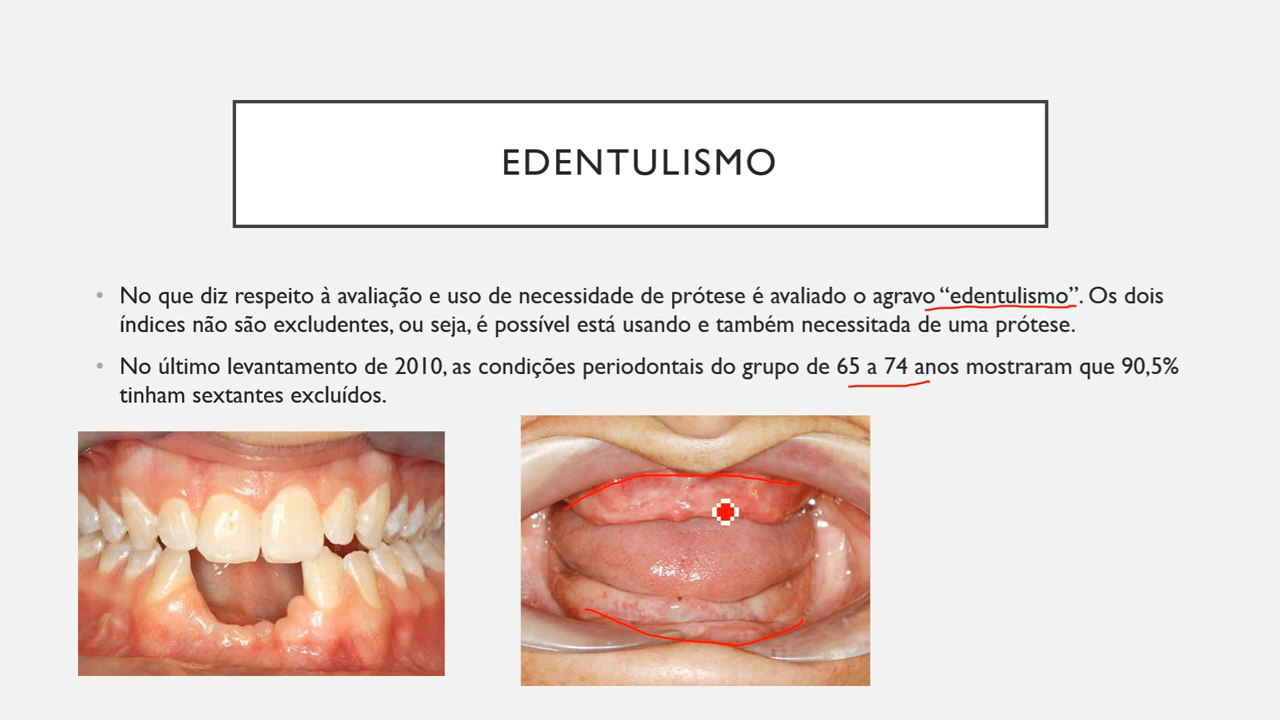 EDENTULISMO
• No que diz respeito à avaliação e uso de necessidade de prótese é avaliado o agravo “edentulismo”. Os dois
índices não são excludentes, ou seja, é possível está usando e também necessitada de uma prótese.
• No último levantamento de 2010, as condições periodontais do grupo de 65 a 74 anos mostraram que 90,5%
tinham sextantes excluídos.